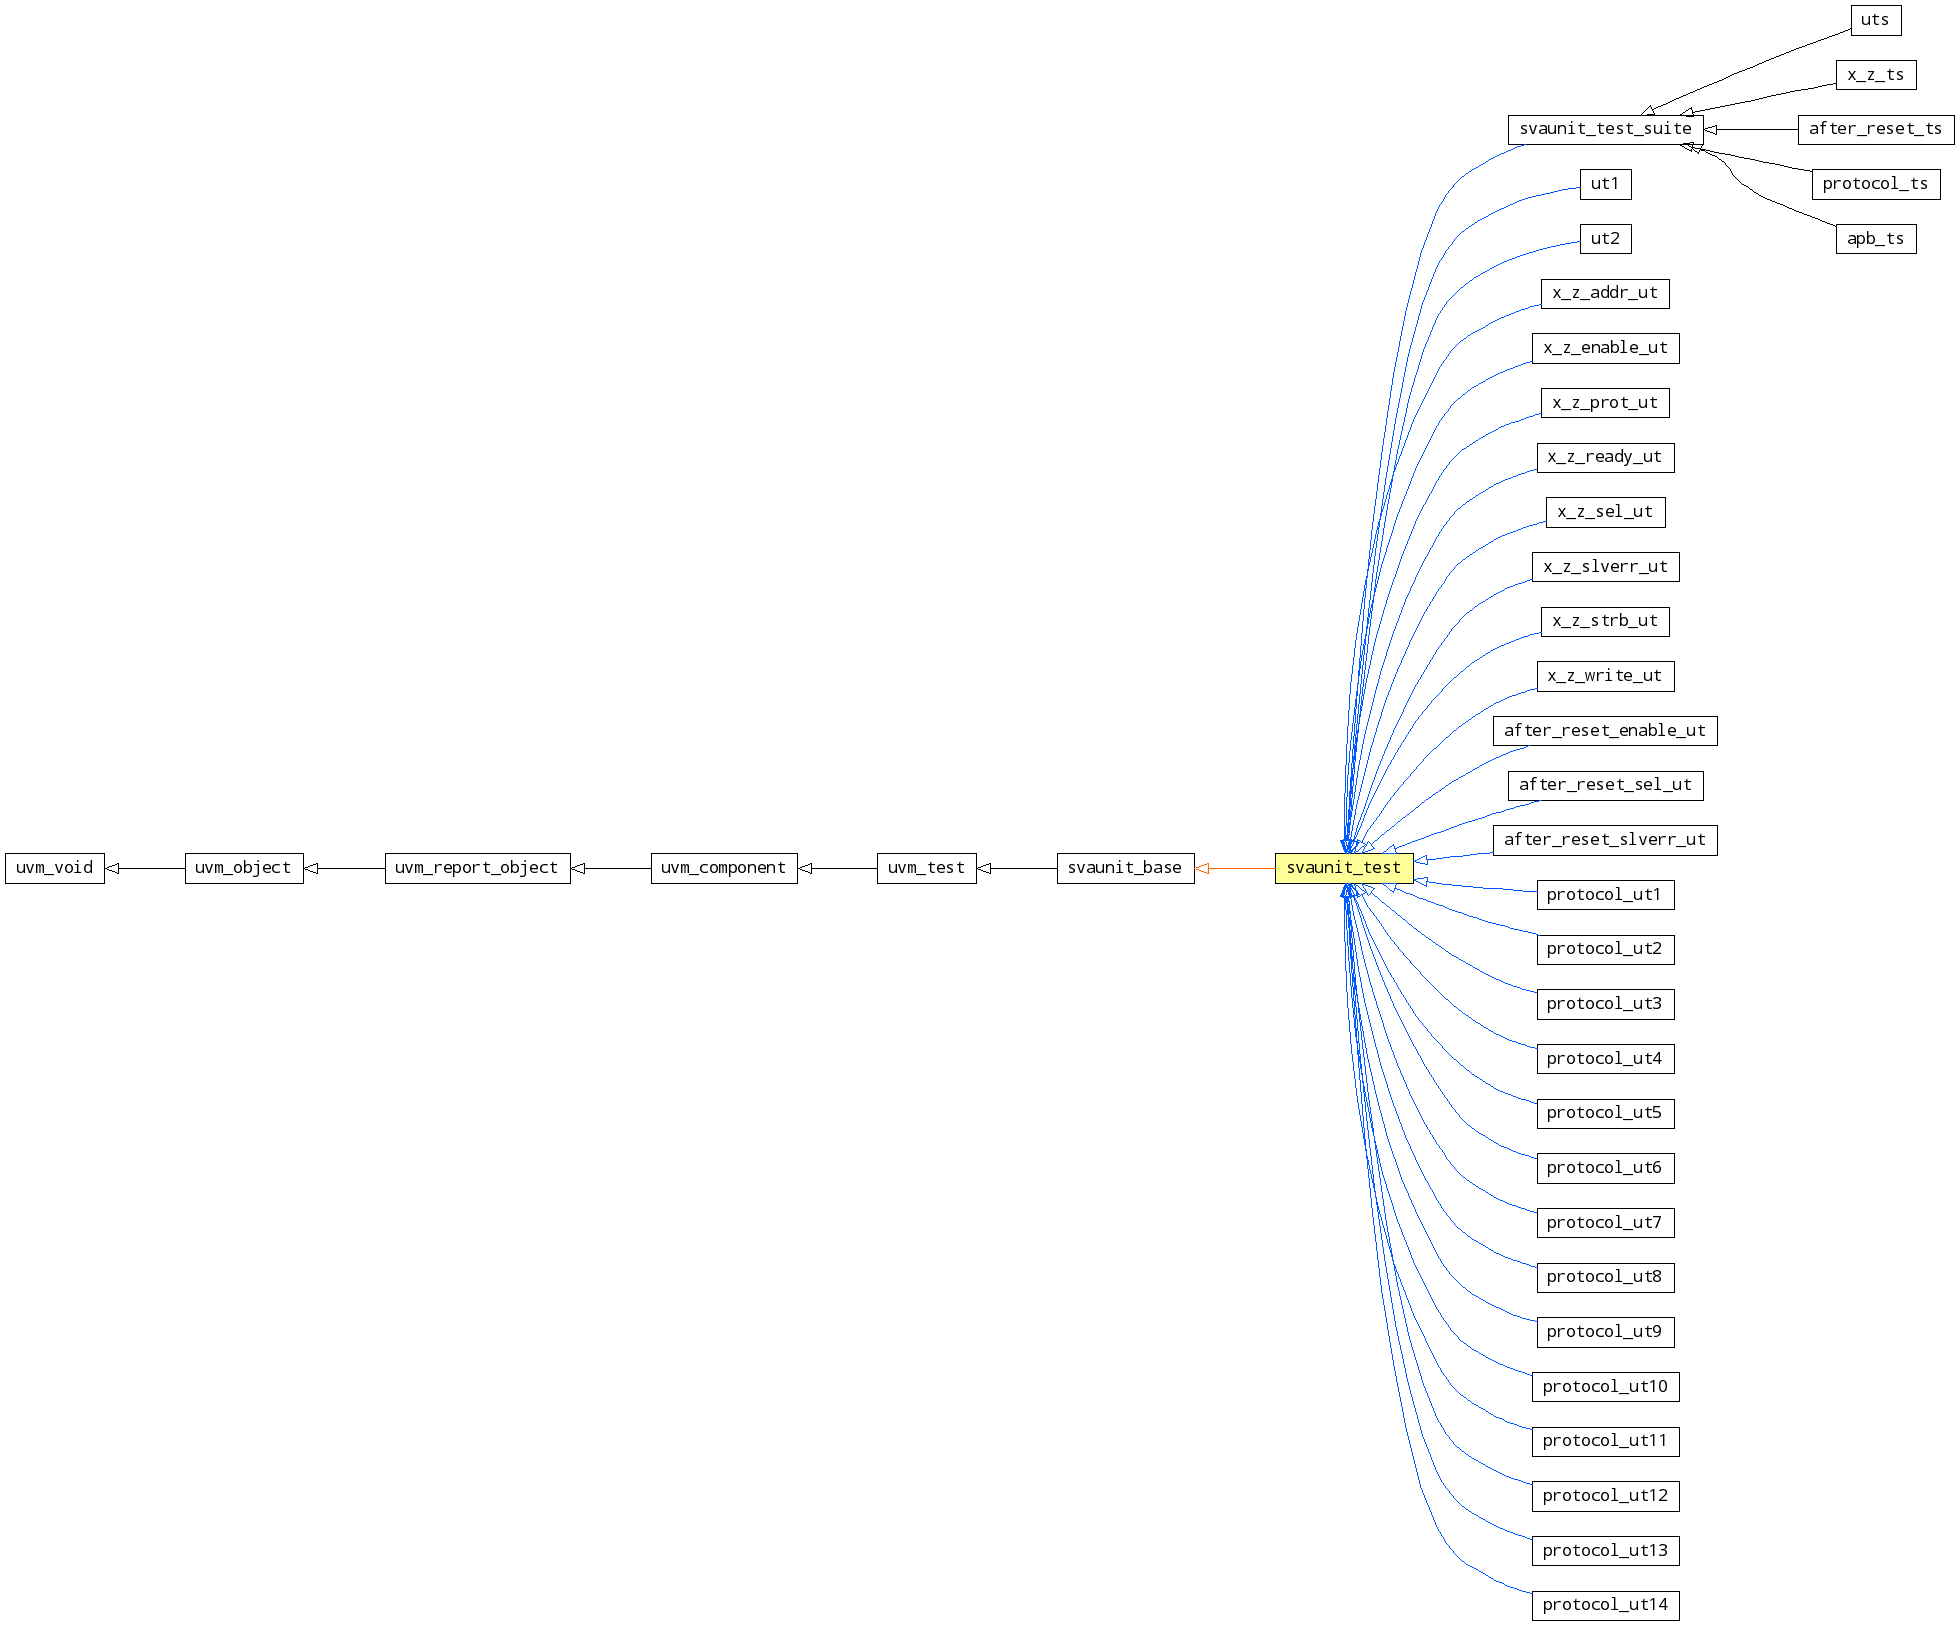 uts
x_z_ts
svaunit_test_suite
after_reset_ts
ut1
protocol_ts
ut2
apb_ts
x_z_addr_ut
x_z_enable_ut
x_z_prot_ut
x_z_ready_ut
x_z_sel_ut
x_z_slverr_ut
x_z_strb_ut
x_z_write_ut
after_reset_enable_ut
after_reset_sel_ut
after_reset_slverr_ut
uvm_void
uvm_object
uvm_report_object
uvm_component
uvm_test
svaunit_base
svaunit_test
protocol_ut1
protocol_ut2
protocol_ut3
protocol_ut4
protocol_ut5
protocol_ut6
protocol_ut7
protocol_ut8
protocol_ut9
protocol_ut10
protocol_ut11
protocol_ut12
protocol_ut13
protocol_ut14